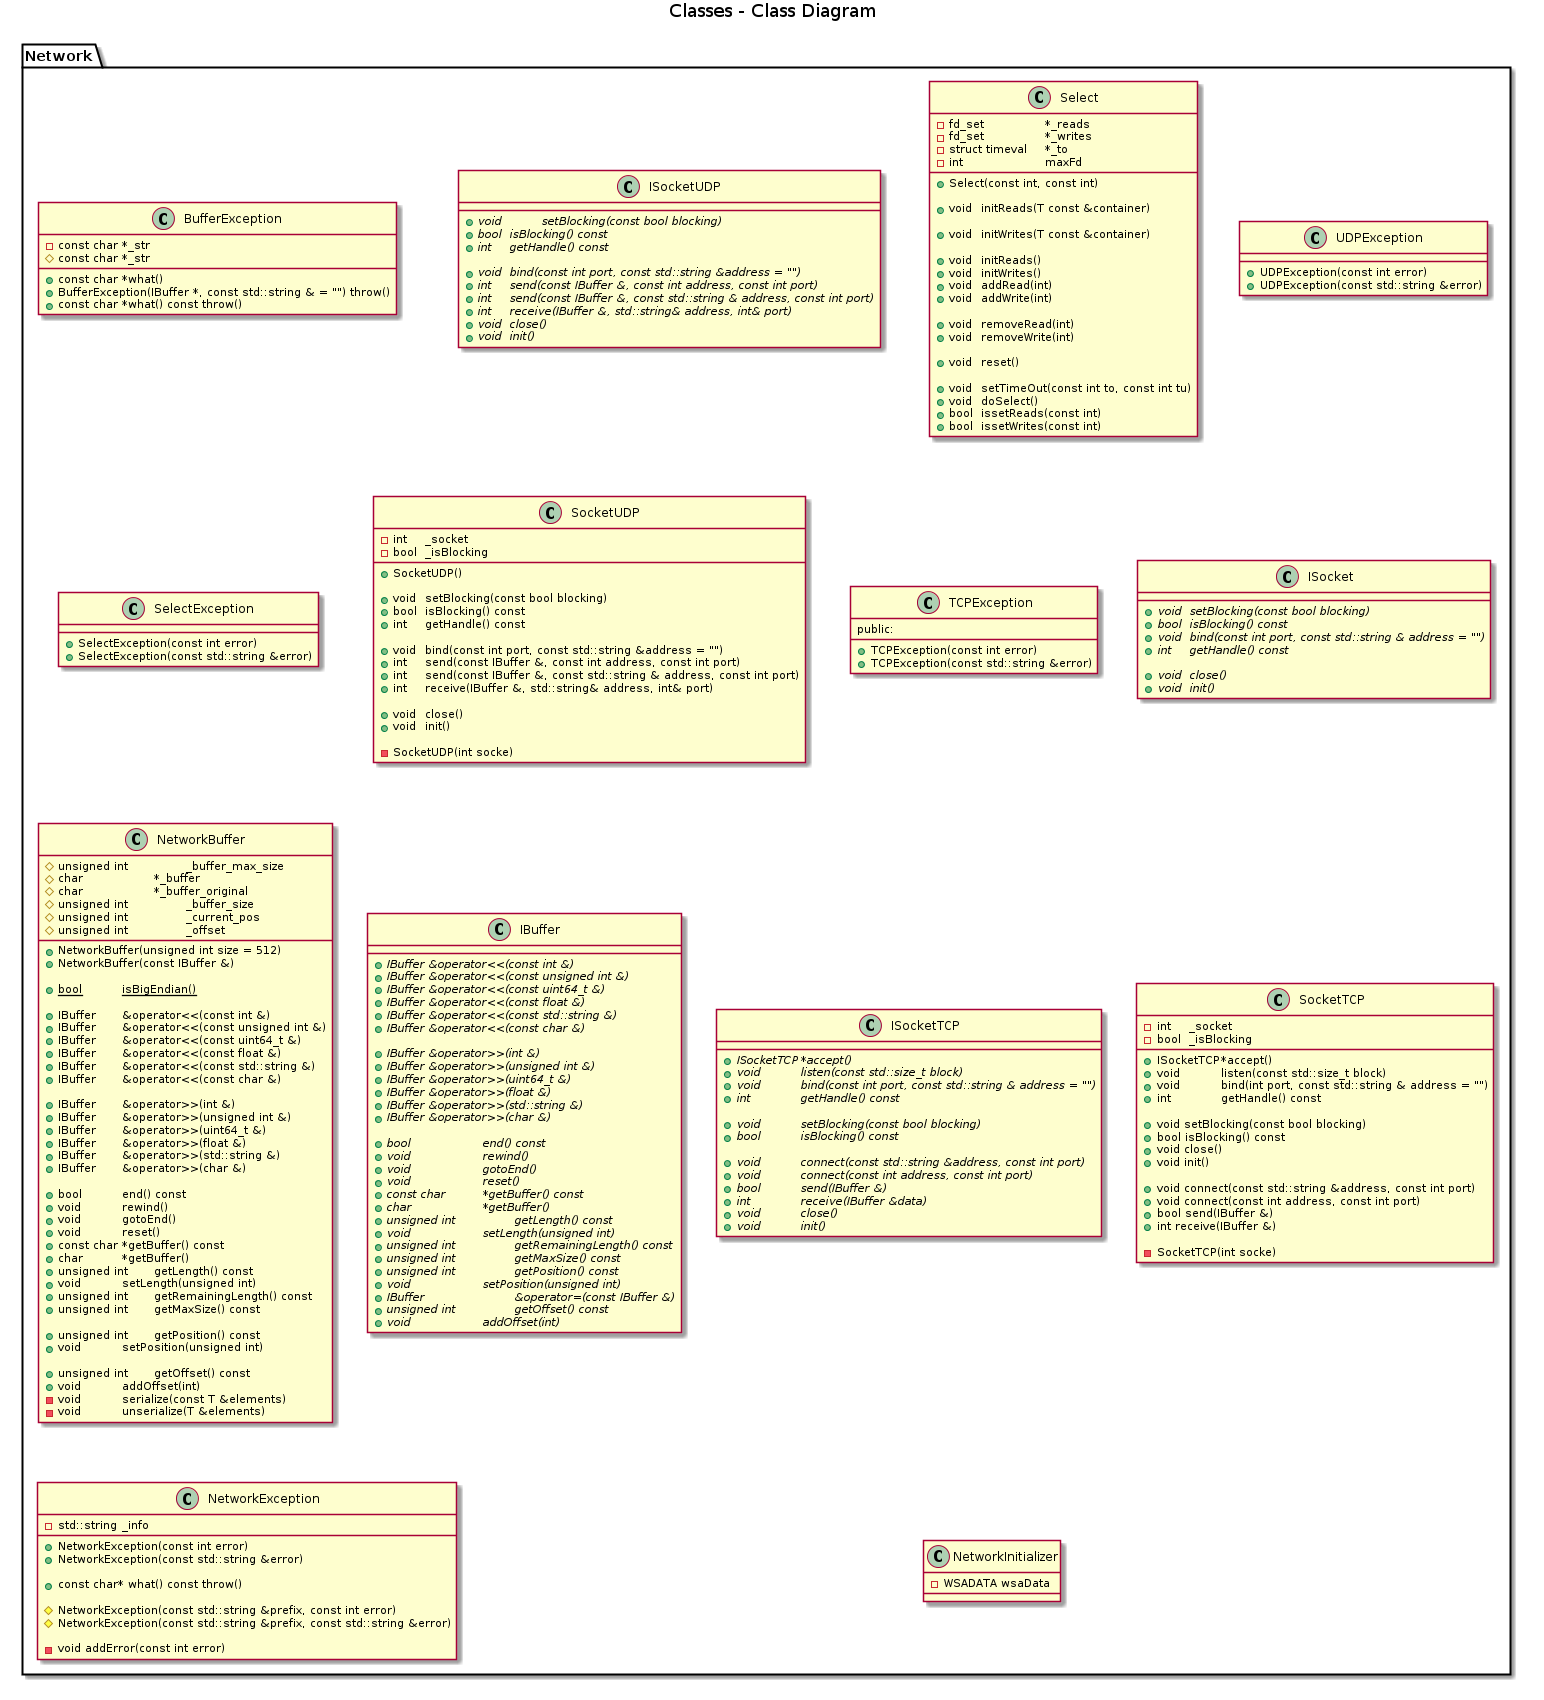 Classes - Class Diagram
Network
C BufferException
const char *_str
const char *_str
const char *what()
BufferException(IBuffer *, const std::string & = "") throw()
const char *what() const throw()
C ISocketUDP
void setBlocking(const bool blocking)
bool isBlocking() const
int getHandle() const
void bind(const int port, const std::string &address = "")
int send(const IBuffer &, const int address, const int port)
int send(const IBuffer &, const std::string & address, const int port)
int receive(IBuffer &, std::string& address, int& port)
void close()
void init()
C Select
fd_set *_reads
fd_set *_writes
struct timeval *_to
int maxFd
Select(const int, const int)
void initReads(T const &container)
void initWrites(T const &container)
void initReads()
void initWrites()
void addRead(int)
void addWrite(int)
void removeRead(int)
void removeWrite(int)
void reset()
void setTimeOut(const int to, const int tu)
void doSelect()
bool issetReads(const int)
bool issetWrites(const int)
C UDPException
UDPException(const int error)
UDPException(const std::string &error)
C SelectException
SelectException(const int error)
SelectException(const std::string &error)
C SocketUDP
int _socket
bool _isBlocking
SocketUDP()
void setBlocking(const bool blocking)
bool isBlocking() const
int getHandle() const
void bind(const int port, const std::string &address = "")
int send(const IBuffer &, const int address, const int port)
int send(const IBuffer &, const std::string & address, const int port)
int receive(IBuffer &, std::string& address, int& port)
void close()
void init()
SocketUDP(int socke)
C TCPException
public:
TCPException(const int error)
TCPException(const std::string &error)
C ISocket
void setBlocking(const bool blocking)
bool isBlocking() const
void bind(const int port, const std::string & address = "")
int getHandle() const
void close()
void init()
C NetworkBuffer
unsigned int _buffer_max_size
char *_buffer
char *_buffer_original
unsigned int _buffer_size
unsigned int _current_pos
unsigned int _offset
NetworkBuffer(unsigned int size = 512)
NetworkBuffer(const IBuffer &)
bool isBigEndian()
IBuffer &operator<<(const int &)
IBuffer &operator<<(const unsigned int &)
IBuffer &operator<<(const uint64_t &)
IBuffer &operator<<(const float &)
IBuffer &operator<<(const std::string &)
IBuffer &operator<<(const char &)
IBuffer &operator>>(int &)
IBuffer &operator>>(unsigned int &)
IBuffer &operator>>(uint64_t &)
IBuffer &operator>>(float &)
IBuffer &operator>>(std::string &)
IBuffer &operator>>(char &)
bool end() const
void rewind()
void gotoEnd()
void reset()
const char *getBuffer() const
char *getBuffer()
unsigned int getLength() const
void setLength(unsigned int)
unsigned int getRemainingLength() const
unsigned int getMaxSize() const
unsigned int getPosition() const
void setPosition(unsigned int)
unsigned int getOffset() const
void addOffset(int)
void serialize(const T &elements)
void unserialize(T &elements)
C IBuffer
IBuffer &operator<<(const int &)
IBuffer &operator<<(const unsigned int &)
IBuffer &operator<<(const uint64_t &)
IBuffer &operator<<(const float &)
IBuffer &operator<<(const std::string &)
IBuffer &operator<<(const char &)
IBuffer &operator>>(int &)
IBuffer &operator>>(unsigned int &)
IBuffer &operator>>(uint64_t &)
IBuffer &operator>>(float &)
IBuffer &operator>>(std::string &)
IBuffer &operator>>(char &)
bool end() const
void rewind()
void gotoEnd()
void reset()
const char *getBuffer() const
char *getBuffer()
unsigned int getLength() const
void setLength(unsigned int)
unsigned int getRemainingLength() const
unsigned int getMaxSize() const
unsigned int getPosition() const
void setPosition(unsigned int)
IBuffer &operator=(const IBuffer &)
unsigned int getOffset() const
void addOffset(int)
C ISocketTCP
ISocketTCP *accept()
void listen(const std::size_t block)
void bind(const int port, const std::string & address = "")
int getHandle() const
void setBlocking(const bool blocking)
bool isBlocking() const
void connect(const std::string &address, const int port)
void connect(const int address, const int port)
bool send(IBuffer &)
int receive(IBuffer &data)
void close()
void init()
C SocketTCP
int _socket
bool _isBlocking
ISocketTCP*accept()
void listen(const std::size_t block)
void bind(int port, const std::string & address = "")
int getHandle() const
void setBlocking(const bool blocking)
bool isBlocking() const
void close()
void init()
void connect(const std::string &address, const int port)
void connect(const int address, const int port)
bool send(IBuffer &)
int receive(IBuffer &)
SocketTCP(int socke)
C NetworkException
std::string _info
NetworkException(const int error)
NetworkException(const std::string &error)
const char* what() const throw()
NetworkException(const std::string &prefix, const int error)
NetworkException(const std::string &prefix, const std::string &error)
void addError(const int error)
C NetworkInitializer
WSADATA wsaData